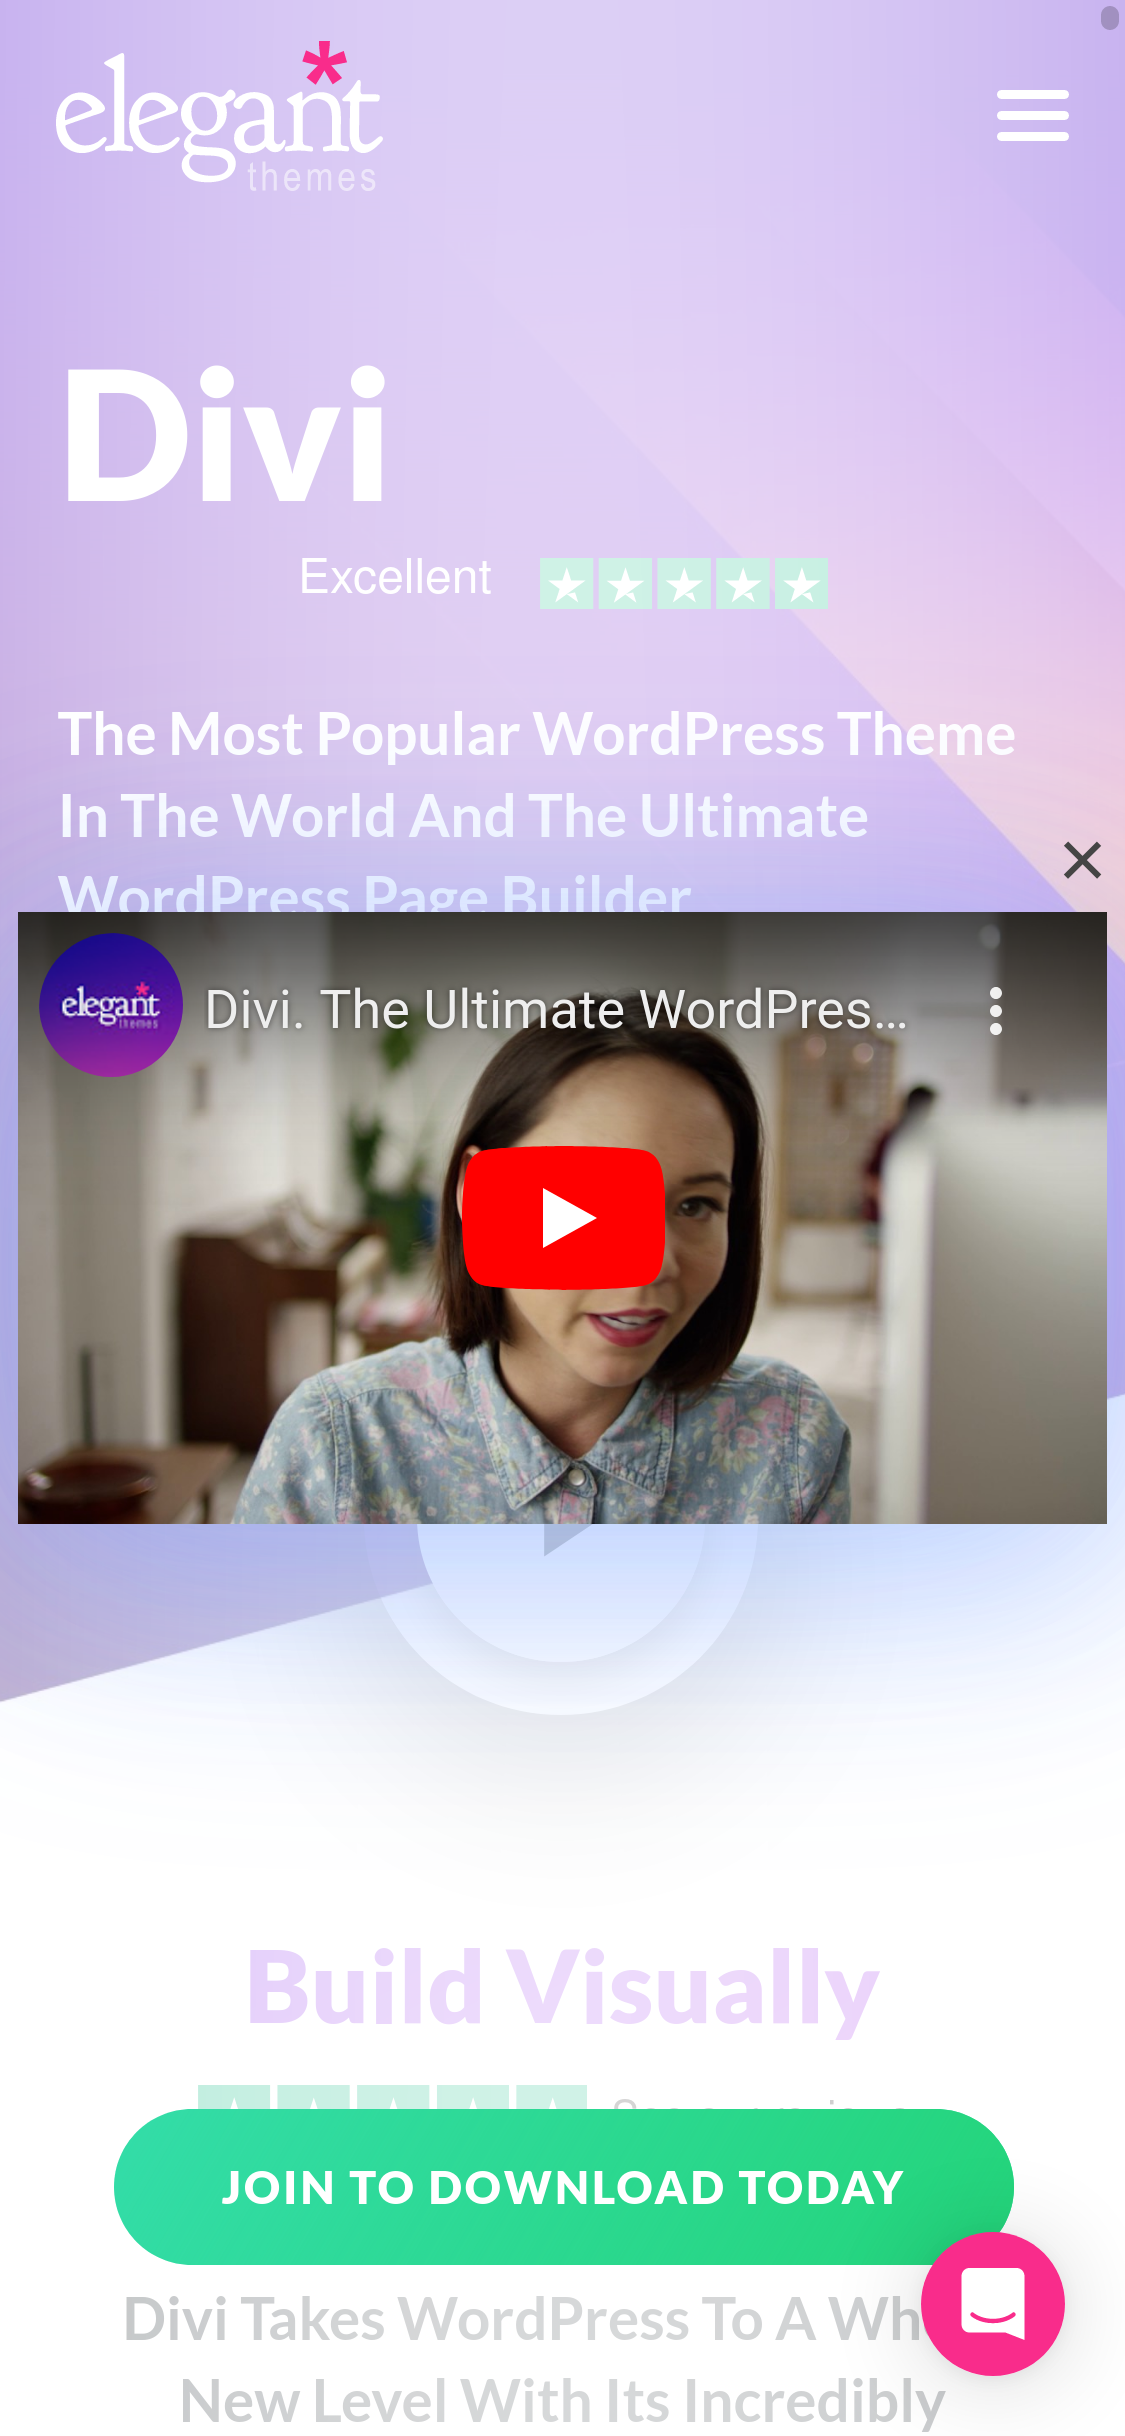 elegant
themes
Divi
Excellent
The Most Popular WordPress Theme
In The World And The Ultimate
WordPress Page Builder
elegant
themes
Divi. The Ultimate WordPres...
Build Visually
JOIN TO DOWNLOAD TODAY
Divi Takes WordPress To A
New Level With Its Incredibly